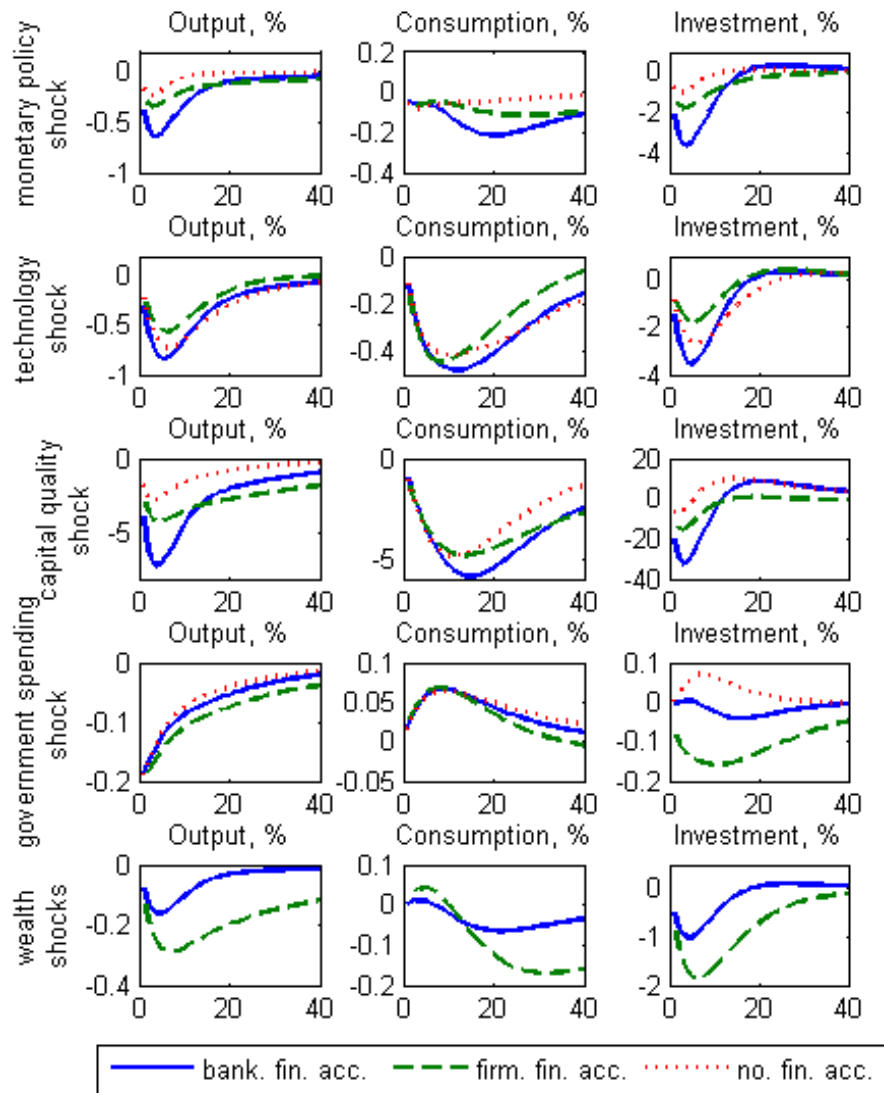 Output, %
Consumption, %
Investment, %
monetary policy
shock
0
-0.5
-1
0 20 40
0.2
0
-0.2
-0.4
0 20 40
0
-2
-4
0 20 40
Output, %
Consumption, %
Investment, %
technology
shock
0
-0.5
-1
0 20 40
0
-0.2
-0.4
0 20 40
0
-2
-4
0 20 40
Output, %
Consumption, %
Investment, %
capital quality
shock
0
-5
0 20 40
0
-5
0 20 40
20
0
-20
-40
0 20 40
Output, %
Consumption, %
Investment, %
government spending
shock
0
-0.1
-0.2
0 20 40
0.1
0.05
0
-0.05
0 20 40
0.1
0
-0.1
-0.2
0 20 40
Output, %
Consumption, %
Investment, %
wealth
shocks
0
-0.2
-0.4
0 20 40
0.1
0
-0.1
-0.2
0 20 40
0
-1
-2
0 20 40
bank. fin. acc.
firm. fin. acc.
no. fin. acc.